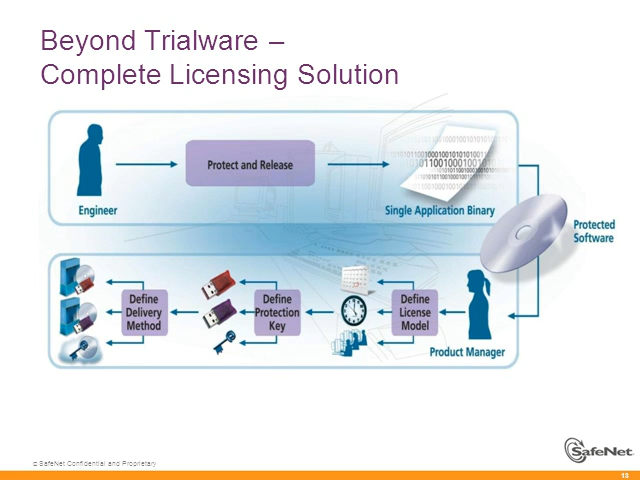 Beyond Trialware –
Complete Licensing Solution
Engineer
Protect and Release
Single Application Binary
Protected
Software
Define
Delivery
Method
Define
Protection
Key
Define
License
Model
Product Manager
SafeNet Confidential and Proprietary
SafeNet
13